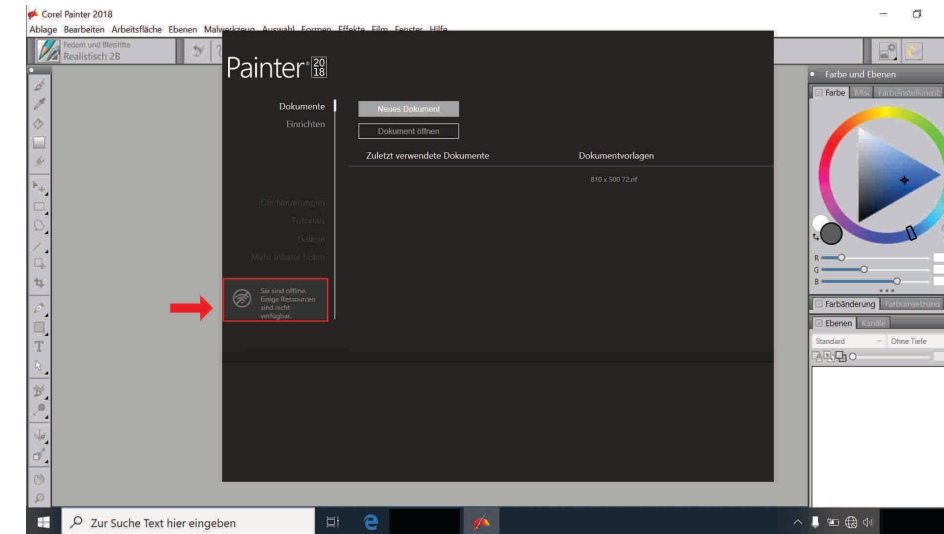 Corel Painter 2018
Ablage Bearbeiten Arbeitsfläche Ebenen Malwerkzeug Auswahl Formen Effekte Film Fenster Hilfe
Federn und Bleistifte
Realistisch 2B
Painter 2018
Dokumente
Einrichten
Neues Dokument
Dokument öffnen
Zuletzt verwendete Dokumente
Dokumentvorlagen
810 x 500 72.rif
Die Neuerungen
Tutorials
Galerie
Mehr Inhalte holen
Sie sind offline.
Einige Ressourcen
sind nicht
verfügbar.
Farbe und Ebenen
Farbe Mix
R
G
B
Farbänderung
Ebenen Kanäle
Standard Ohne Tiefe
T
Zur Suche Text hier eingeben